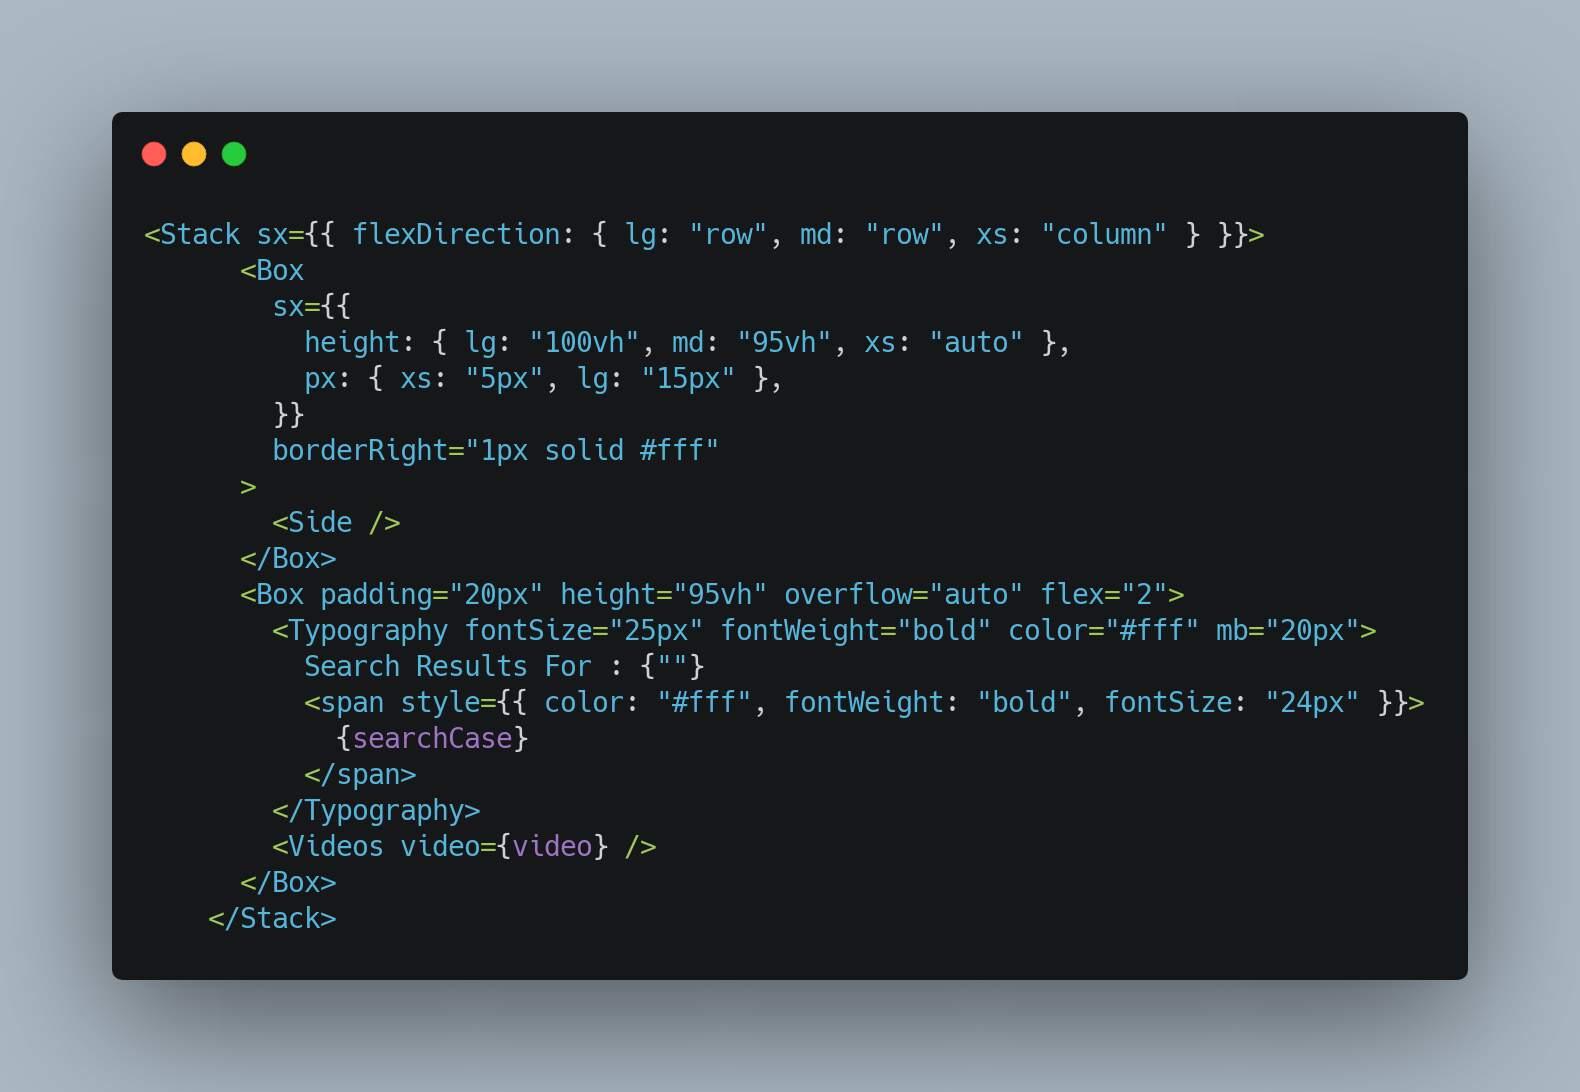 <Stack sx={{ flexDirection: { lg: "row", md: "row", xs: "column" } }}>
      <Box
        sx={{
          height: { lg: "100vh", md: "95vh", xs: "auto" },
          px: { xs: "5px", lg: "15px" },
        }}
        borderRight="1px solid #fff"
      >
        <Side />
      </Box>
      <Box padding="20px" height="95vh" overflow="auto" flex="2">
        <Typography fontSize="25px" fontWeight="bold" color="#fff" mb="20px">
          Search Results For : {""}
          <span style={{ color: "#fff", fontWeight: "bold", fontSize: "24px" }}>
            {searchCase}
          </span>
        </Typography>
        <Videos video={video} />
      </Box>
    </Stack>